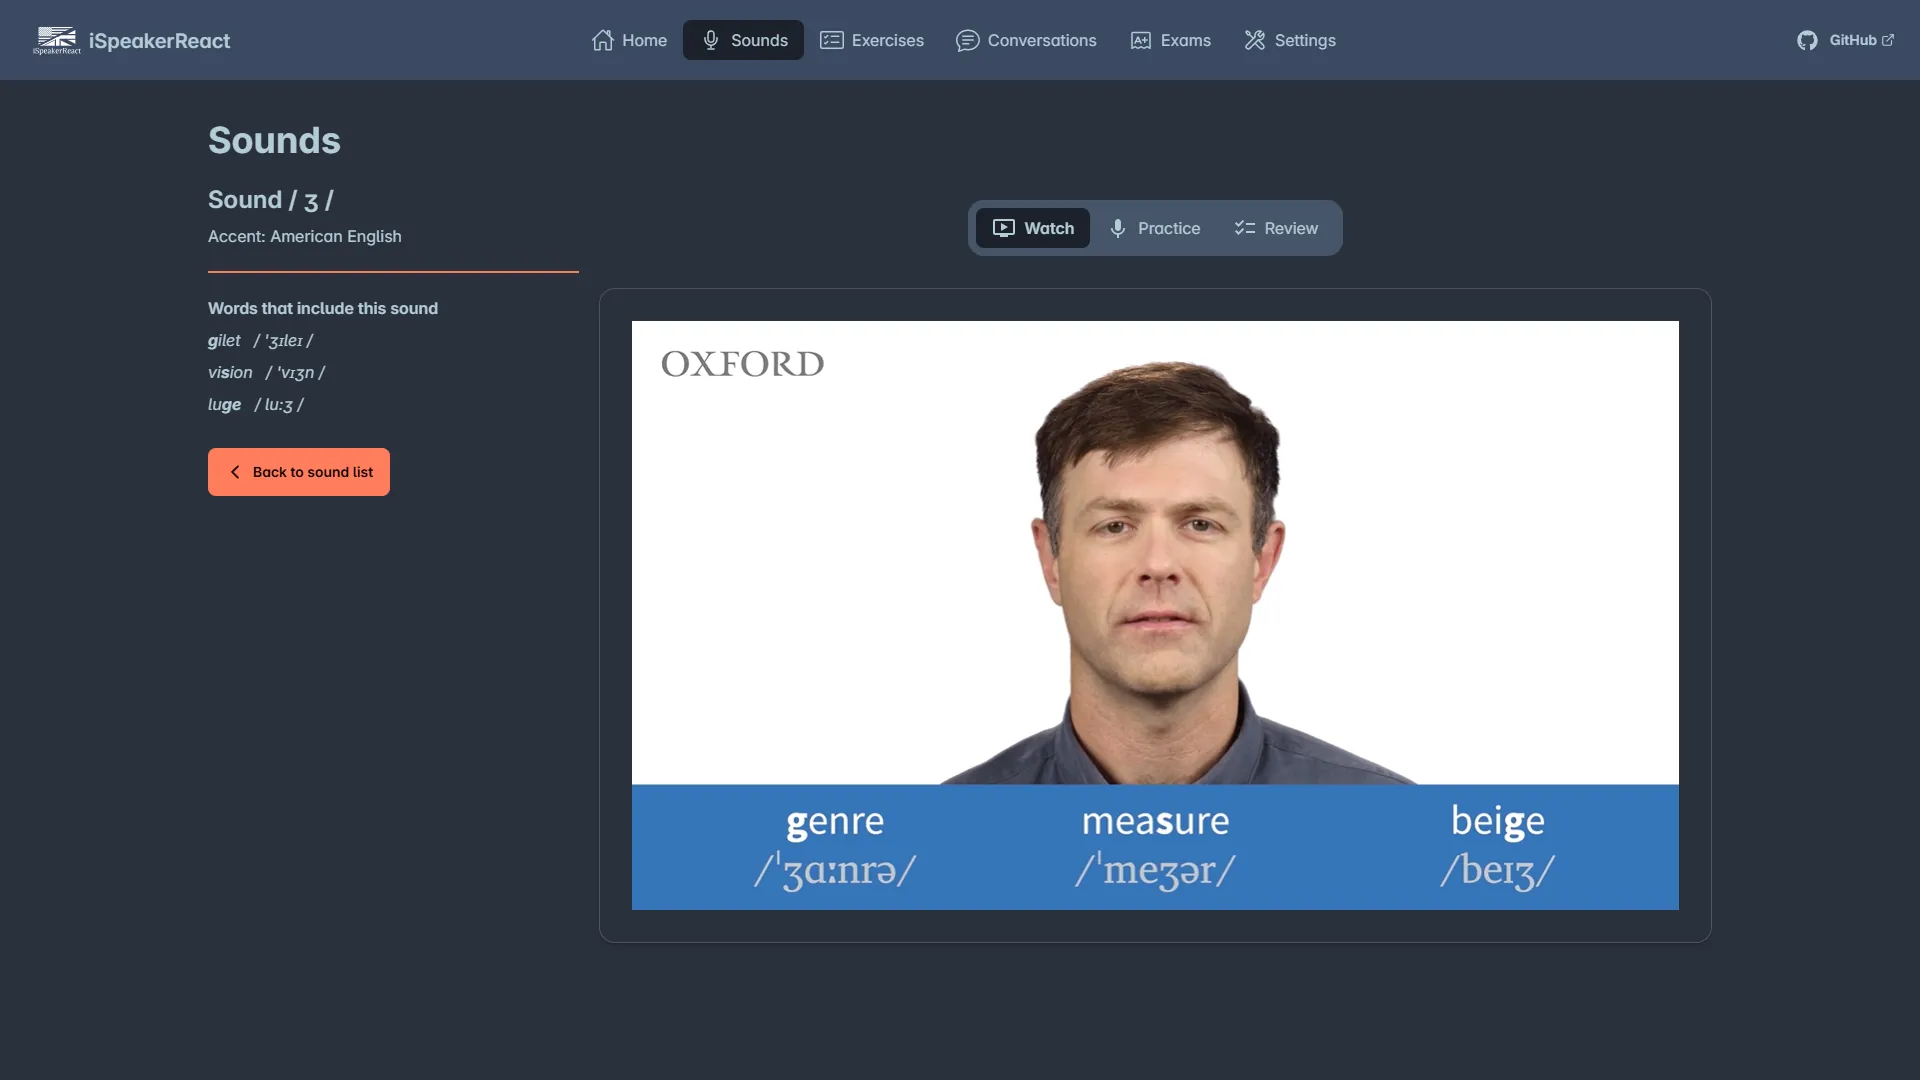 iSpeakerReact
iSpeakerReact
Home
Sounds
Exercises
Conversations
Exams
Settings
GitHub
Sounds
Sound / ʒ /
Accent: American English
Words that include this sound
gilet / ˈʒɪleɪ /
vision / ˈvɪʒn /
luge / luːʒ /
Back to sound list
Watch
Practice
Review
OXFORD
genre measure beige
/ˈʒɑːnrə/ /ˈmeʒər/ /beɪʒ/